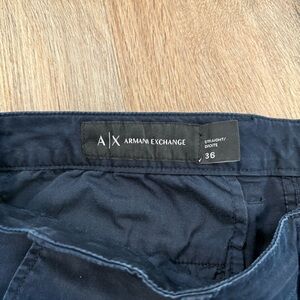 A|X ARMANI EXCHANGE
STRAIGHT/
DROITE
36